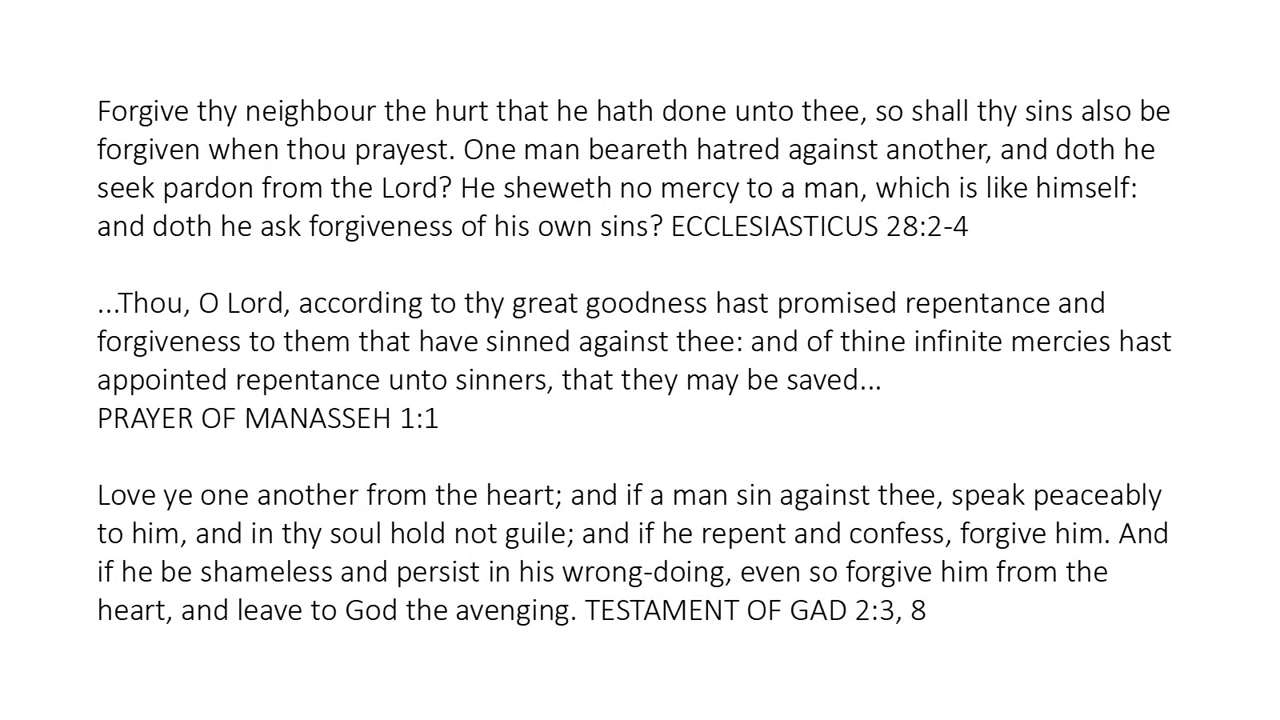 Forgive thy neighbour the hurt that he hath done unto thee, so shall thy sins also be
forgiven when thou prayest. One man beareth hatred against another, and doth he
seek pardon from the Lord? He sheweth no mercy to a man, which is like himself:
and doth he ask forgiveness of his own sins? ECCLESIASTICUS 28:2-4
...Thou, O Lord, according to thy great goodness hast promised repentance and
forgiveness to them that have sinned against thee: and of thine infinite mercies hast
appointed repentance unto sinners, that they may be saved...
PRAYER OF MANASSEH 1:1
Love ye one another from the heart; and if a man sin against thee, speak peaceably
to him, and in thy soul hold not guile; and if he repent and confess, forgive him. And
if he be shameless and persist in his wrong-doing, even so forgive him from the
heart, and leave to God the avenging. TESTAMENT OF GAD 2:3, 8